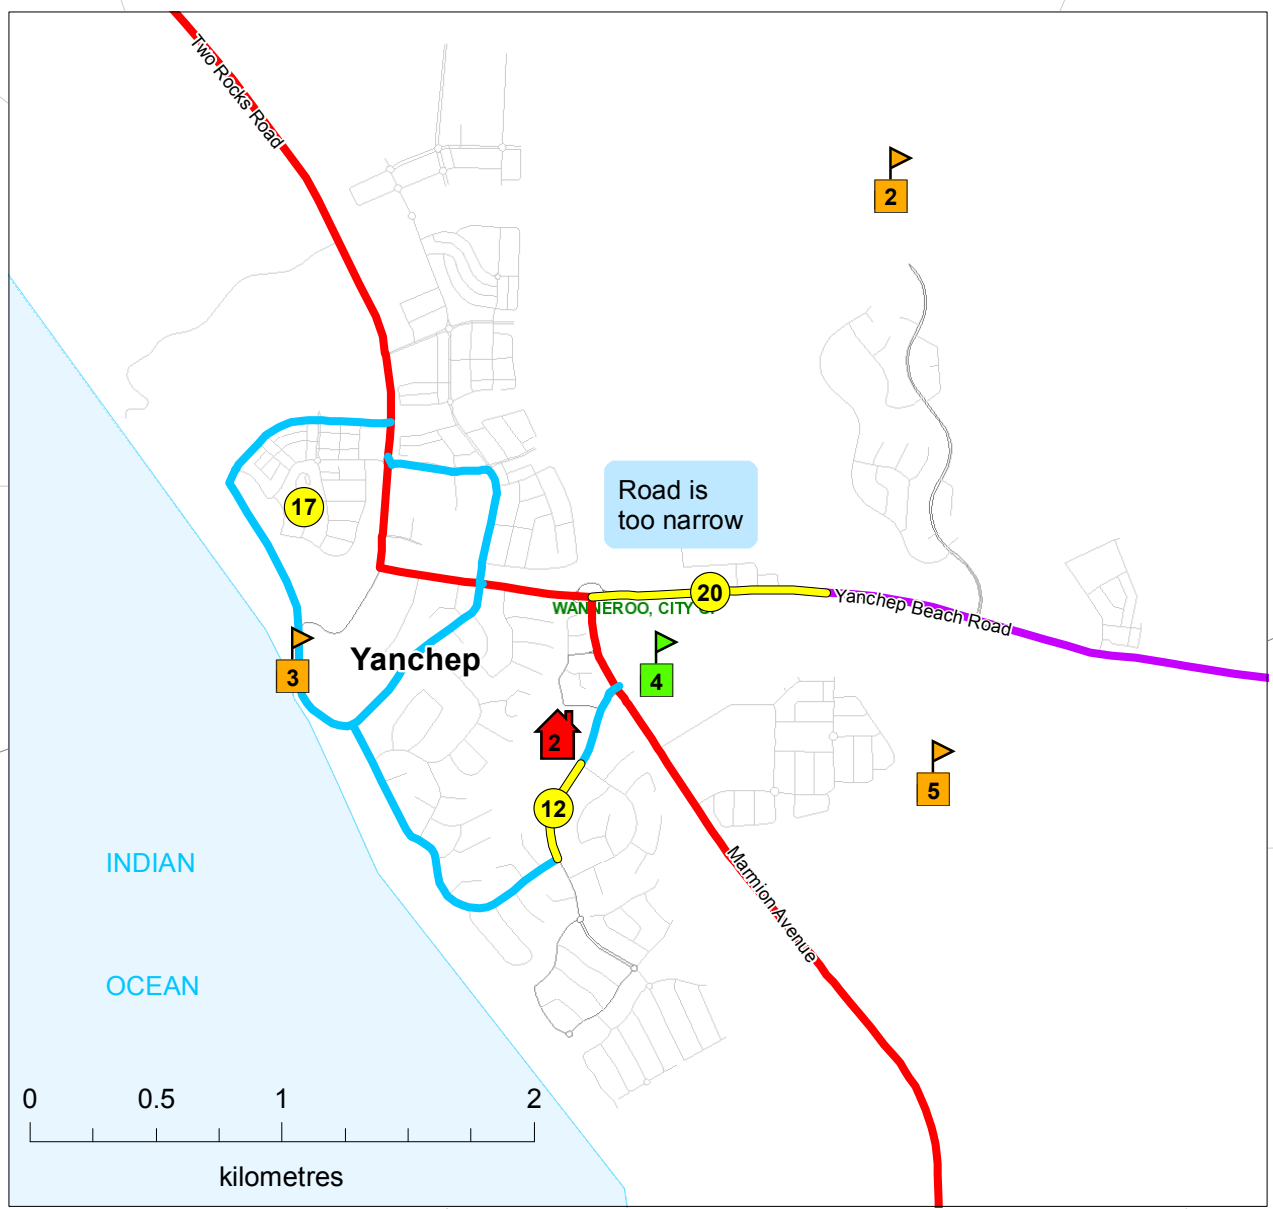 Two Rocks Road
2
17
Road is
too narrow
20
Yanchep Beach Road
WANNEROO, CITY OF
3
Yanchep
4
2
5
12
Marmion Avenue
INDIAN
OCEAN
0 0.5 1 2
kilometres